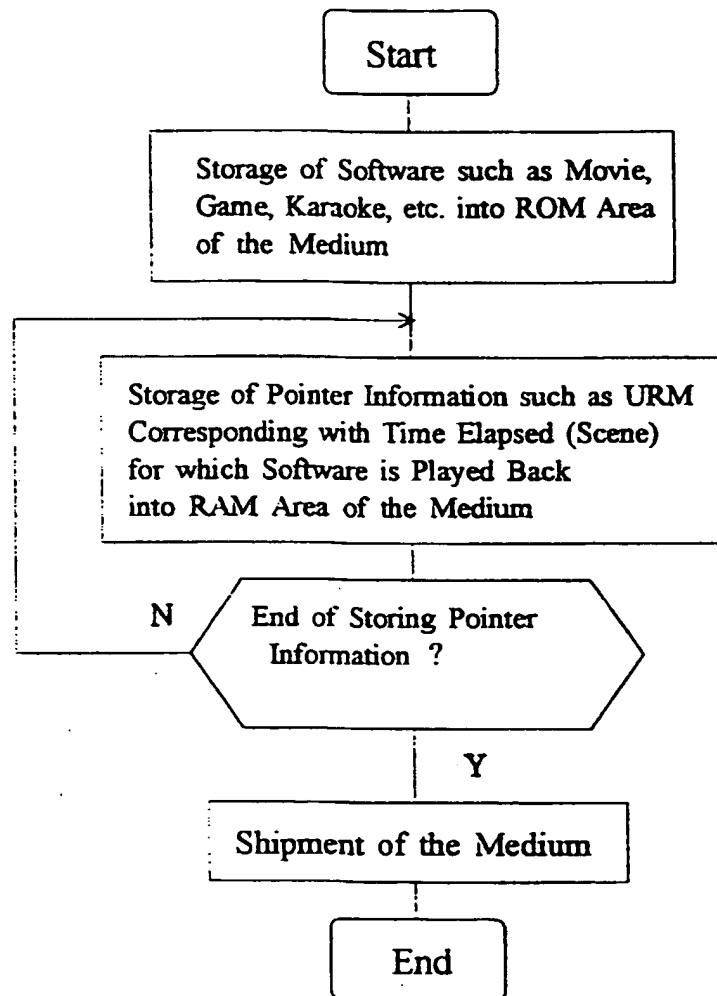 Start
Storage of Software such as Movie,
Game, Karaoke, etc. into ROM Area
of the Medium
Storage of Pointer Information such as URM
Corresponding with Time Elapsed (Scene)
for which Software is Played Back
into RAM Area of the Medium
N
End of Storing Pointer
Information ?
Y
Shipment of the Medium
End